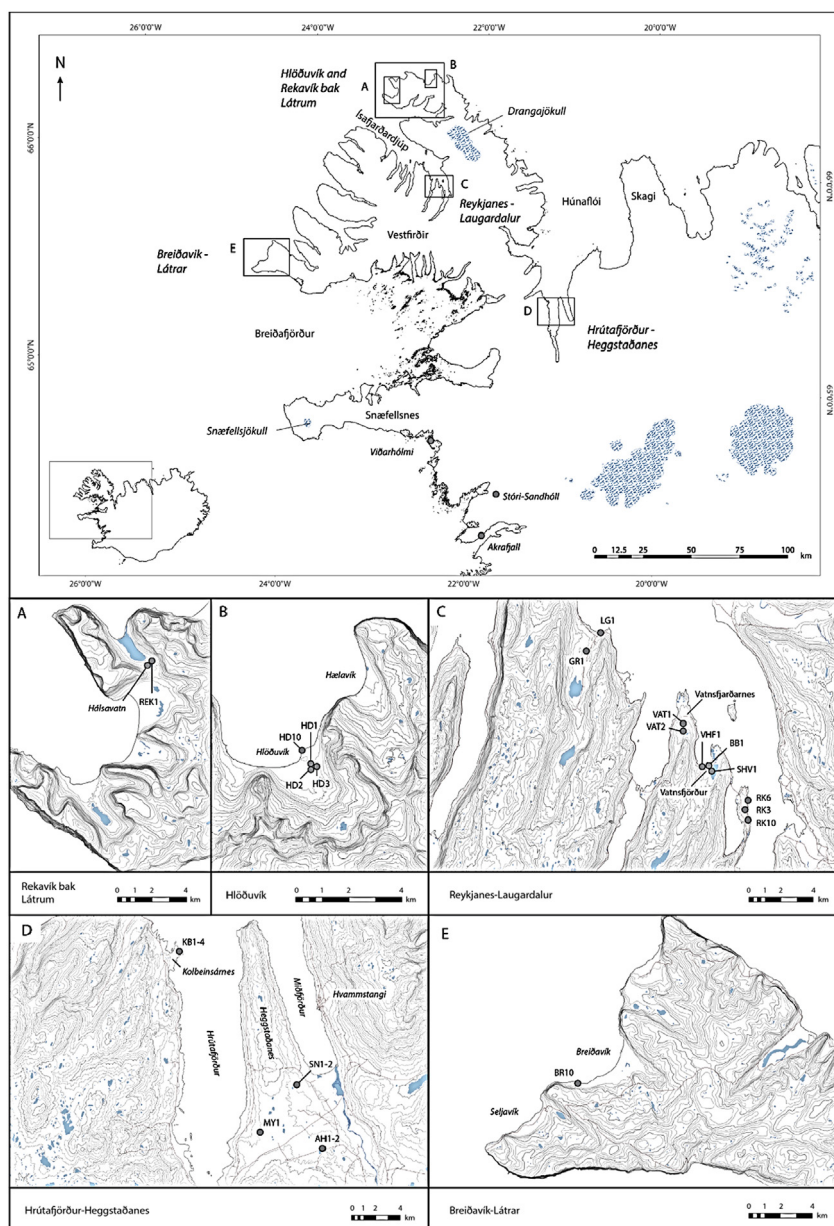 26°0'0"W
24°0'0"W
22°0'0"W
20°0'0"W
N
B
Hlöðuvík and
Rekavík bak
Látrum
A
Drangajökull
Ísafjarðardjúp
66°0'0"N
66°0'0"N
C
Reykjanes -
Laugardalur
Húnaflói
Skagi
Vestfirðir
E
Breiðavik -
Látrar
D
Hrútafjörður -
Heggstaðanes
Breiðafjörður
65°0'0"N
65°0'0"N
Snæfellsnes
Snæfellsjökull
Víðarhólmi
Stóri-Sandhóll
Akrafjall
0 12.5 25 50 75 100
km
26°0'0"W
24°0'0"W
22°0'0"W
20°0'0"W
A
REK1
Hálsavatn
Rekavík bak
Látrum
0 1 2 4
km
B
Hælavík
HD1
HD10
Hlöðuvík
HD2
HD3
Hlöðuvík
0 1 2 4
km
C
LG1
GR1
Vatnsfjarðarnes
VAT1
VAT2
VHF1
BB1
SHV1
Vatnsfjörður
RK6
RK3
RK10
Reykjanes-Laugardalur
0 1 2 4
km
D
KB1-4
Kolbeinsárnes
Miðfjörður
Hvammstangi
Heggstaðanes
Hrútafjörður
SN1-2
MY1
AH1-2
Hrútafjörður-Heggstaðanes
0 1 2 4
km
E
Breiðavík
BR10
Seljavík
Breiðavík-Látrar
0 1 2 4
km